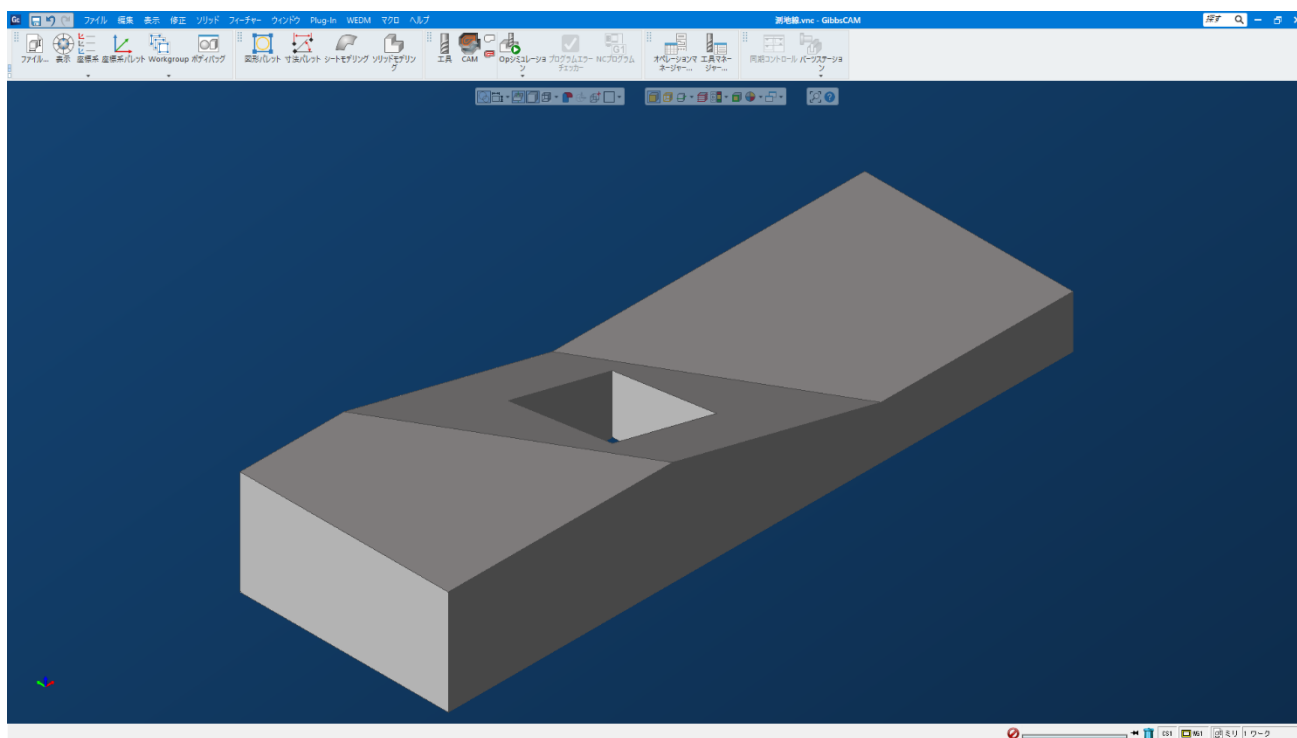 Gc ファイル 編集 表示 修正 ソリッド フィーチャー ウィンドウ Plug-In WEDM マクロ ヘルプ 測地線.vnc - GibbsCAM 探す
ファイル... 表示 座標系 座標系パレット Workgroup ボディバッグ 図形パレット 寸法パレット シートモデリング ソリッドモデリング 工具 CAM Opシミュレーション プログラムエラーチェッカー NCプログラム オペレーションマネージャー... 工具マネージャー... 同期コントロール パーツステーション
CS1 WG1 ミリ 1 ワーク